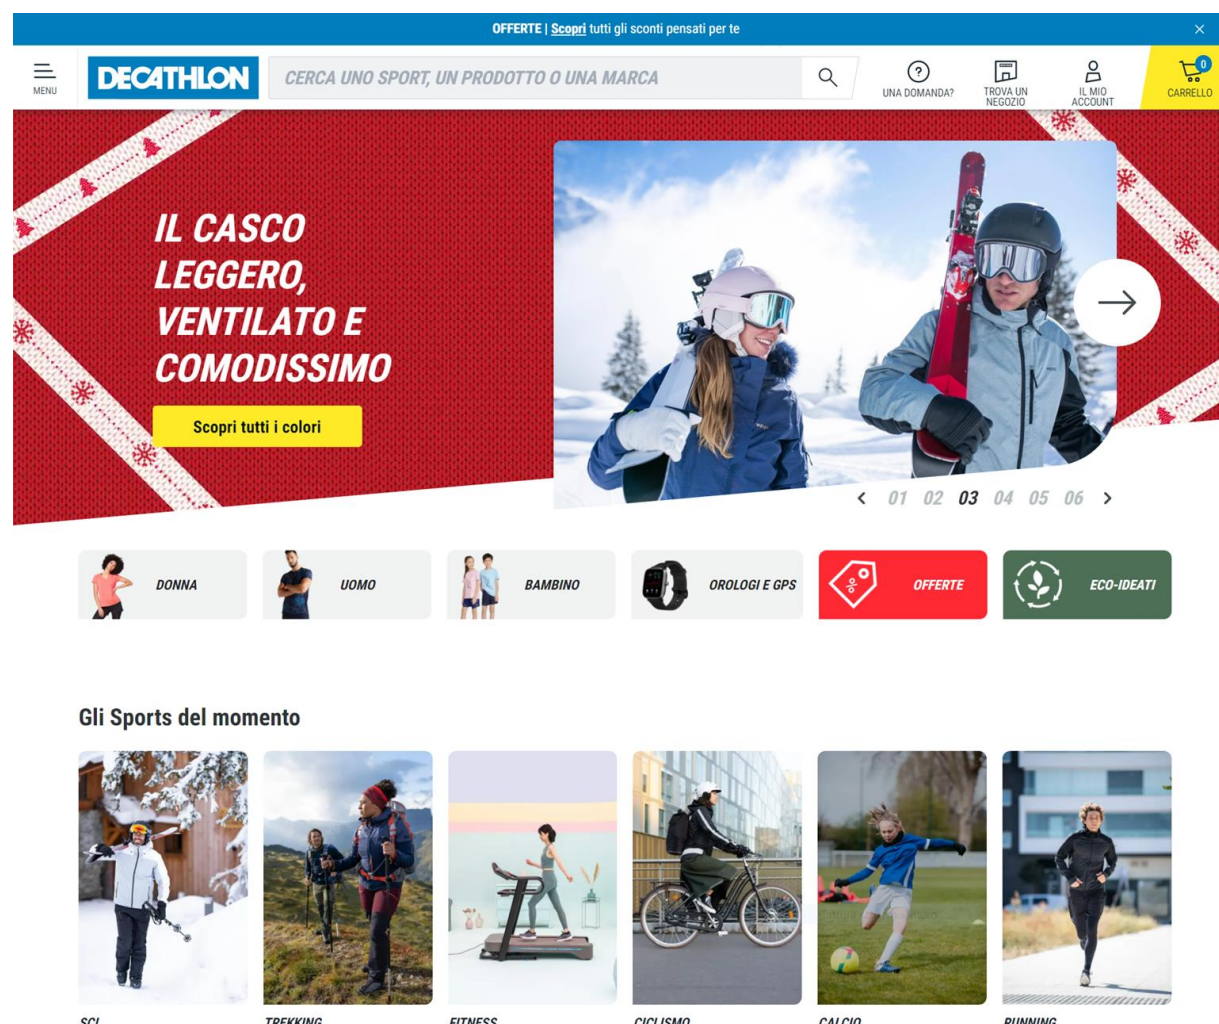 OFFERTE | Scopri tutti gli sconti pensati per te
MENU
DECATHLON
CERCA UNO SPORT, UN PRODOTTO O UNA MARCA
UNA DOMANDA?
TROVA UN
NEGOZIO
IL MIO
ACCOUNT
0
CARRELLO
IL CASCO
LEGGERO,
VENTILATO E
COMODISSIMO
Scopri tutti i colori
01 02 03 04 05 06
DONNA
UOMO
BAMBINO
OROLOGI E GPS
OFFERTE
ECO-IDEATI
Gli Sports del momento
SCI
TREKKING
FITNESS
CICLISMO
CALCIO
RUNNING